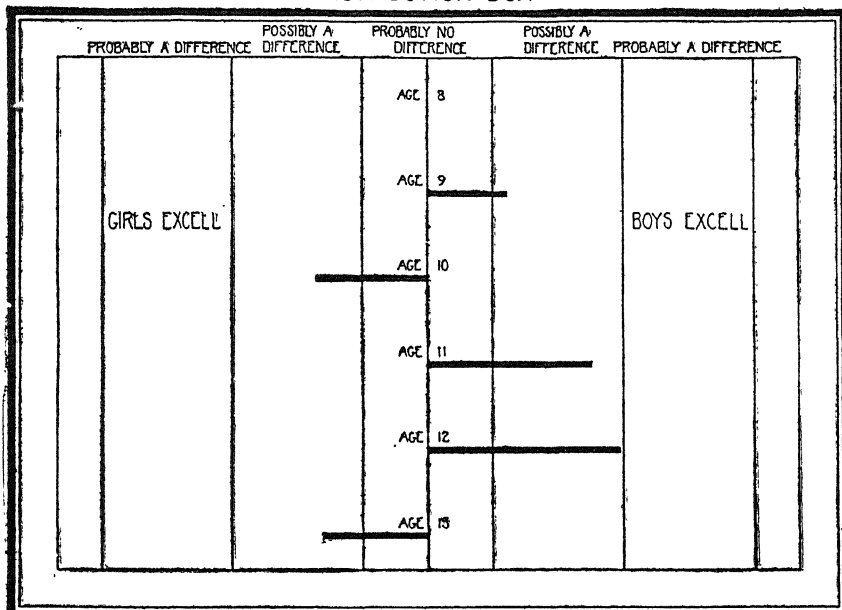 POSSIBLY A PROBABLY NO POSSIBLY A
PROBABLY A DIFFERENCE DIFFERENCE DIFFERENCE DIFFERENCE PROBABLY A DIFFERENCE
AGE 8
AGE 9
GIRLS EXCELL BOYS EXCELL
AGE 10
AGE 11
AGE 12
AGE 13